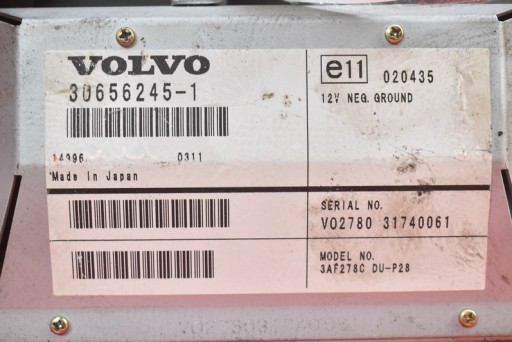 VOLVO
30656245-1
14996 0311
Made In Japan
e11 020435
12V NEG. GROUND
SERIAL NO.
VO2780 31740061
MODEL NO.
3AF278C DU-P28